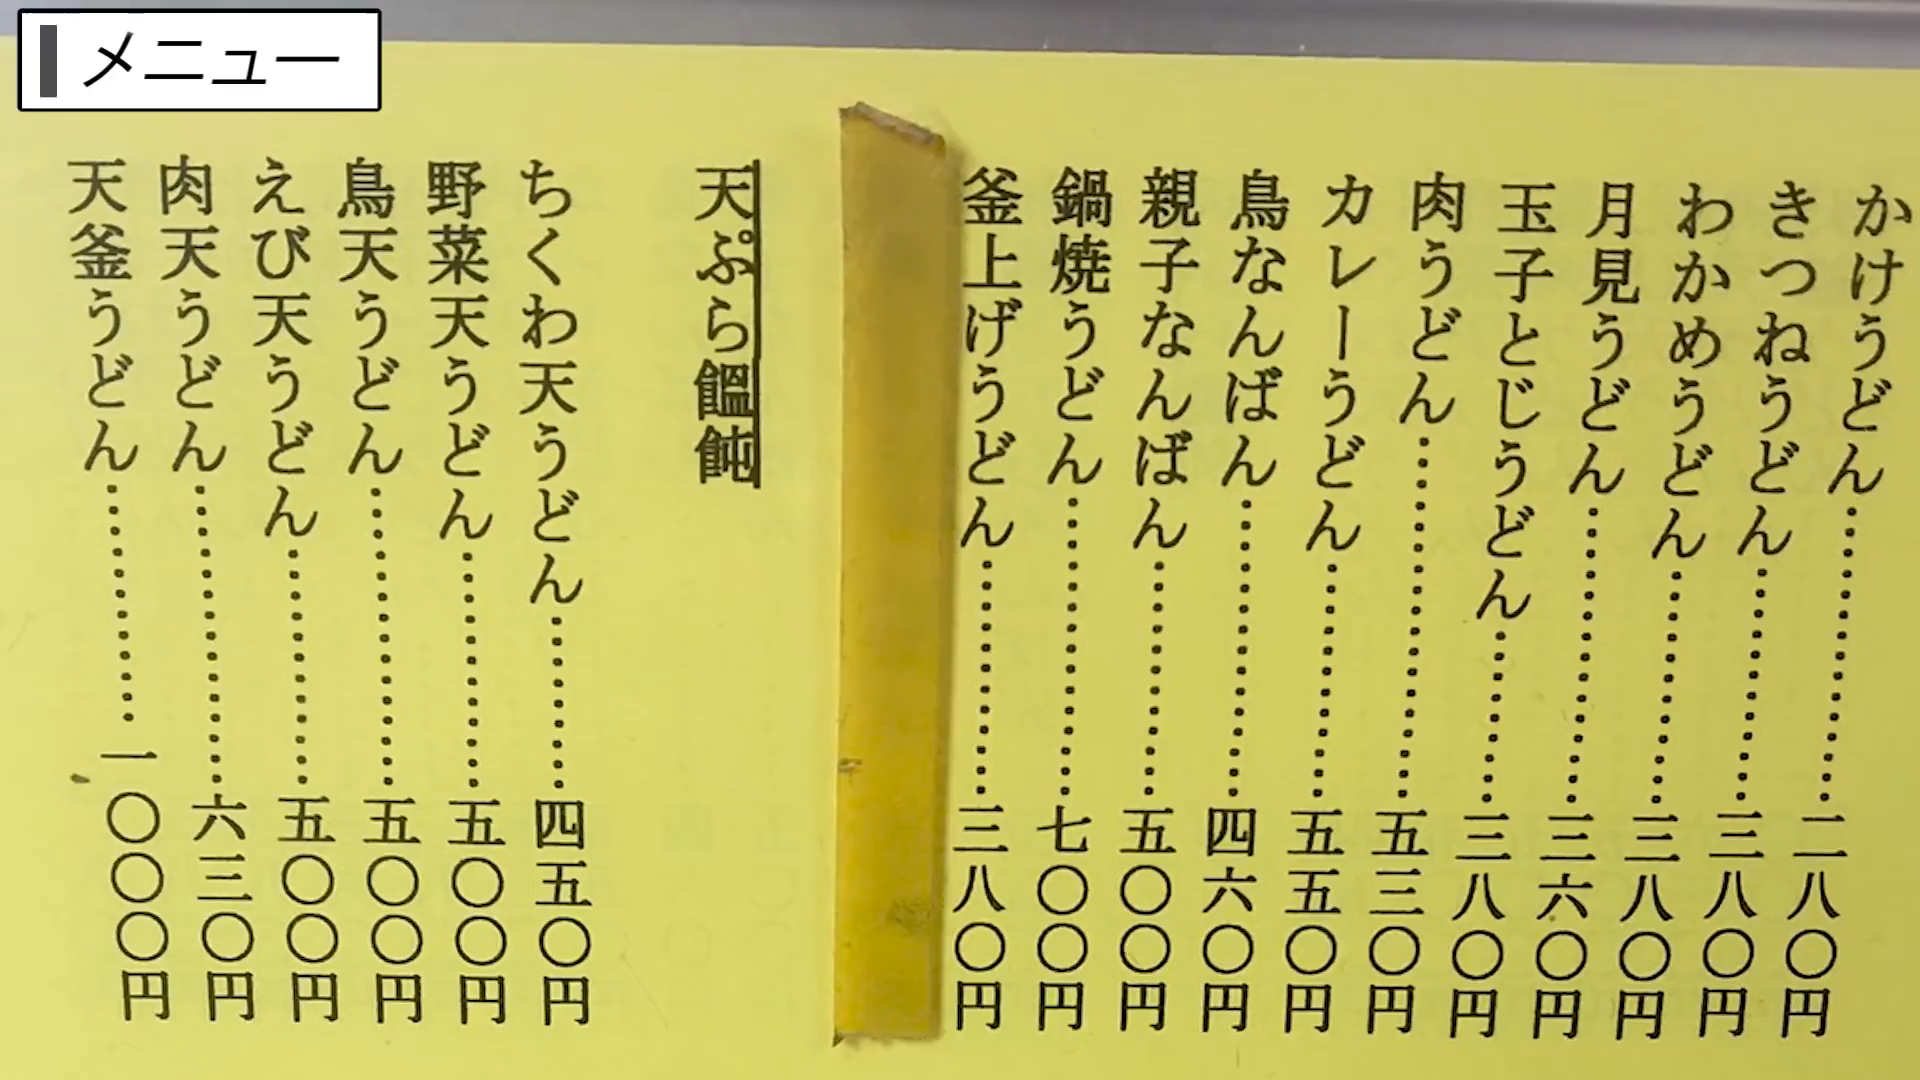 メニュー
かけうどん…………二八〇円
きつねうどん…………三八〇円
わかめうどん…………三八〇円
月見うどん…………三六〇円
玉子とじうどん…………三八〇円
肉うどん…………五三〇円
カレーうどん…………五五〇円
鳥なんばん…………四六〇円
親子なんばん…………五〇〇円
鍋焼うどん…………七〇〇円
釜上げうどん…………三八〇円
天ぷら饂飩
ちくわ天うどん…………四五〇円
野菜天うどん…………五〇〇円
鳥天うどん…………五〇〇円
えび天うどん…………五〇〇円
肉天うどん…………六三〇円
天釜うどん…………一〇〇〇円